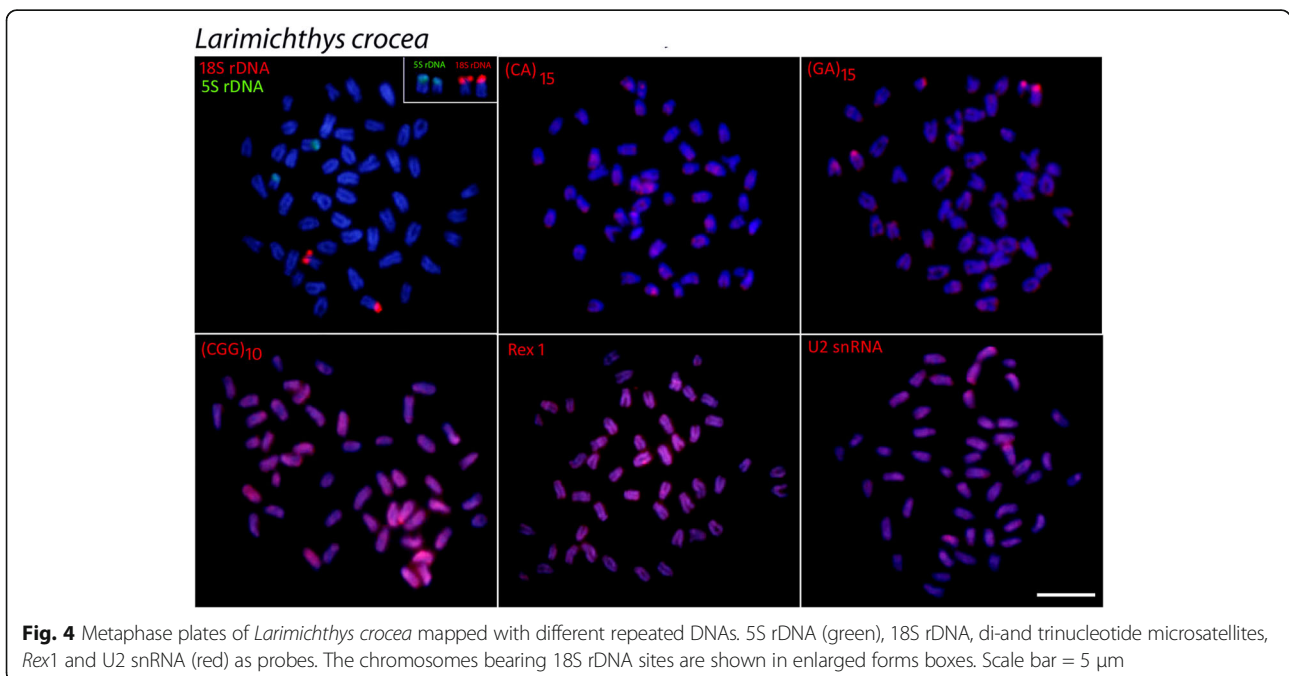 Larimichthys crocea
18S rDNA
5S rDNA
5S rDNA 18S rDNA
(CA)15
(GA)15
(CGG)10
Rex 1
U2 snRNA
Fig. 4 Metaphase plates of Larimichthys crocea mapped with different repeated DNAs. 5S rDNA (green), 18S rDNA, di-and trinucleotide microsatellites,
Rex1 and U2 snRNA (red) as probes. The chromosomes bearing 18S rDNA sites are shown in enlarged forms boxes. Scale bar = 5 μm